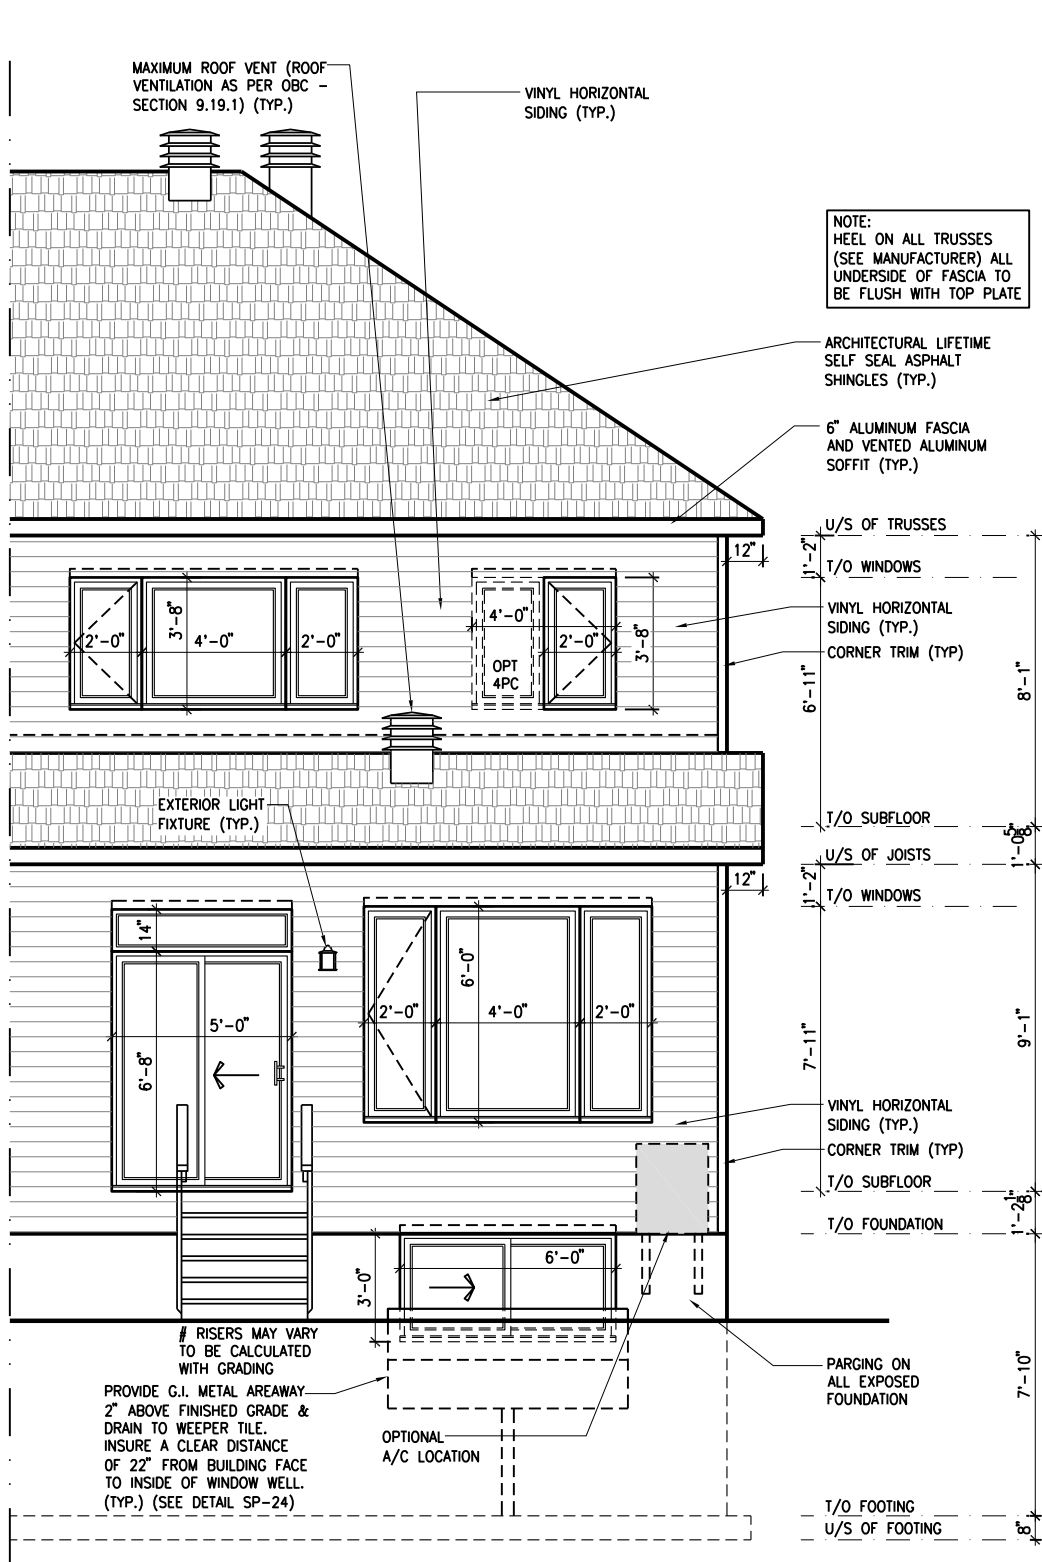 MAXIMUM ROOF VENT (ROOF
VENTILATION AS PER OBC -
SECTION 9.19.1) (TYP.)
VINYL HORIZONTAL
SIDING (TYP.)
NOTE:
HEEL ON ALL TRUSSES
(SEE MANUFACTURER) ALL
UNDERSIDE OF FASCIA TO
BE FLUSH WITH TOP PLATE
ARCHITECTURAL LIFETIME
SELF SEAL ASPHALT
SHINGLES (TYP.)
6" ALUMINUM FASCIA
AND VENTED ALUMINUM
SOFFIT (TYP.)
U/S OF TRUSSES
12"
1'-2"
T/O WINDOWS
VINYL HORIZONTAL
SIDING (TYP.)
CORNER TRIM (TYP)
3'-8"
2'-0"
4'-0"
2'-0"
4'-0"
2'-0"
3'-8"
OPT
4PC
6'-11"
8'-1"
EXTERIOR LIGHT
FIXTURE (TYP.)
T/O SUBFLOOR
1'-0 5/8"
U/S OF JOISTS
12"
1'-2"
T/O WINDOWS
14"
6'-0"
5'-0"
2'-0"
4'-0"
2'-0"
6'-8"
7'-11"
9'-1"
VINYL HORIZONTAL
SIDING (TYP.)
CORNER TRIM (TYP)
T/O SUBFLOOR
1'-2 1/8"
T/O FOUNDATION
3'-0"
6'-0"
# RISERS MAY VARY
TO BE CALCULATED
WITH GRADING
PROVIDE G.I. METAL AREAWAY
2" ABOVE FINISHED GRADE &
DRAIN TO WEEPER TILE.
INSURE A CLEAR DISTANCE
OF 22" FROM BUILDING FACE
TO INSIDE OF WINDOW WELL.
(TYP.) (SEE DETAIL SP-24)
OPTIONAL
A/C LOCATION
PARGING ON
ALL EXPOSED
FOUNDATION
7'-10"
T/O FOOTING
U/S OF FOOTING
8"